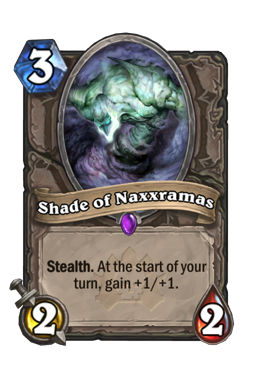 3
Shade of Naxxramas
Stealth. At the start of your
turn, gain +1/+1.
2 2